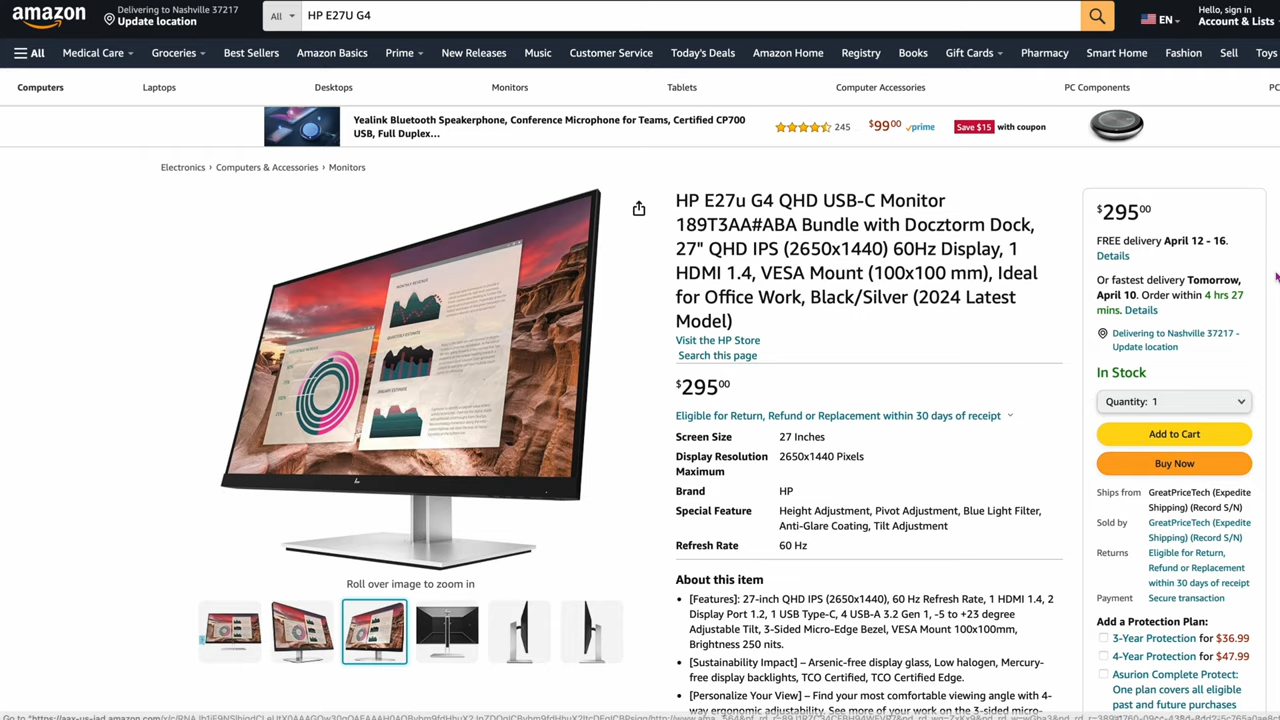 amazon
Delivering to Nashville 37217
Update location
All
HP E27U G4
EN
Hello, sign in
Account & Lists
All
Medical Care
Groceries
Best Sellers
Amazon Basics
Prime
New Releases
Music
Customer Service
Today's Deals
Amazon Home
Registry
Books
Gift Cards
Pharmacy
Smart Home
Fashion
Sell
Toys
Computers
Laptops
Desktops
Monitors
Tablets
Computer Accessories
PC Components
PC
Yealink Bluetooth Speakerphone, Conference Microphone for Teams, Certified CP700
USB, Full Duplex...
245
$9900
prime
Save $15 with coupon
Electronics › Computers & Accessories › Monitors
HP E27u G4 QHD USB-C Monitor
189T3AA#ABA Bundle with Docztorm Dock,
27" QHD IPS (2650x1440) 60Hz Display, 1
HDMI 1.4, VESA Mount (100x100 mm), Ideal
for Office Work, Black/Silver (2024 Latest
Model)
Visit the HP Store
Search this page
$29500
Eligible for Return, Refund or Replacement within 30 days of receipt
Screen Size 27 Inches
Display Resolution 2650x1440 Pixels
Maximum
Brand HP
Special Feature Height Adjustment, Pivot Adjustment, Blue Light Filter,
Anti-Glare Coating, Tilt Adjustment
Refresh Rate 60 Hz
About this item
[Features]: 27-inch QHD IPS (2650x1440), 60 Hz Refresh Rate, 1 HDMI 1.4, 2
Display Port 1.2, 1 USB Type-C, 4 USB-A 3.2 Gen 1, -5 to +23 degree
Adjustable Tilt, 3-Sided Micro-Edge Bezel, VESA Mount 100x100mm,
Brightness 250 nits.
[Sustainability Impact] – Arsenic-free display glass, Low halogen, Mercury-
free display backlights, TCO Certified, TCO Certified Edge.
[Personalize Your View] – Find your most comfortable viewing angle with 4-
way ergonomic adjustability. See more of your work on the 3-sided micro-
Roll over image to zoom in
$29500
FREE delivery April 12 - 16.
Details
Or fastest delivery Tomorrow,
April 10. Order within 4 hrs 27
mins. Details
Delivering to Nashville 37217 -
Update location
In Stock
Quantity: 1
Add to Cart
Buy Now
Ships from GreatPriceTech (Expedite
Shipping) (Record S/N)
Sold by GreatPriceTech (Expedite
Shipping) (Record S/N)
Returns Eligible for Return,
Refund or Replacement
within 30 days of receipt
Payment Secure transaction
Add a Protection Plan:
3-Year Protection for $36.99
4-Year Protection for $47.99
Asurion Complete Protect:
One plan covers all eligible
past and future purchases